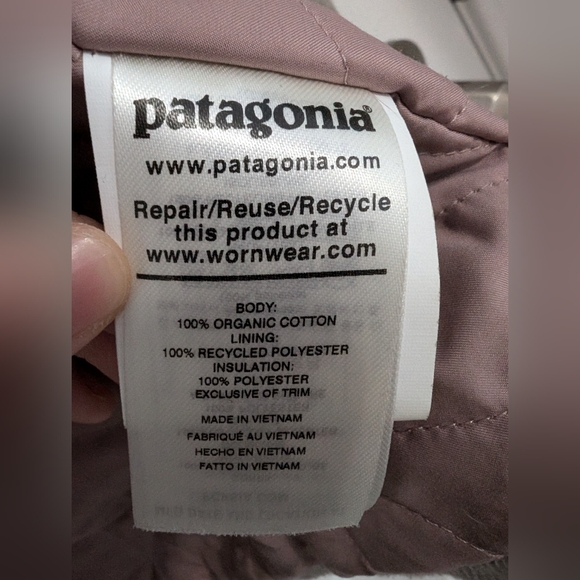 patagonia®
www.patagonia.com
Repair/Reuse/Recycle
this product at
www.wornwear.com
BODY:
100% ORGANIC COTTON
LINING:
100% RECYCLED POLYESTER
INSULATION:
100% POLYESTER
EXCLUSIVE OF TRIM
MADE IN VIETNAM
FABRIQUÉ AU VIETNAM
HECHO EN VIETNAM
FATTO IN VIETNAM